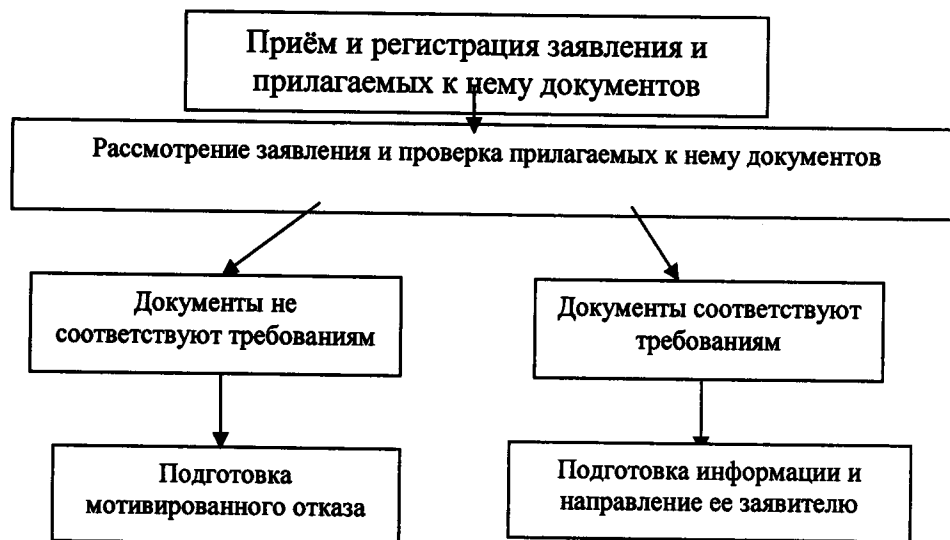 Приём и регистрация заявления и
прилагаемых к нему документов
Рассмотрение заявления и проверка прилагаемых к нему документов
Документы не
соответствуют требованиям
Документы соответствуют
требованиям
Подготовка
мотивированного отказа
Подготовка информации и
направление ее заявителю